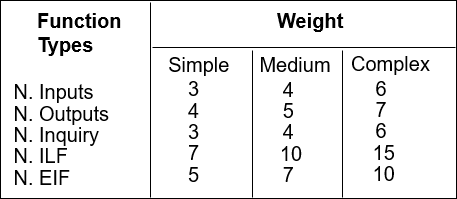 Function Types Weight
Simple Medium Complex
N. Inputs 3 4 6
N. Outputs 4 5 7
N. Inquiry 3 4 6
N. ILF 7 10 15
N. EIF 5 7 10